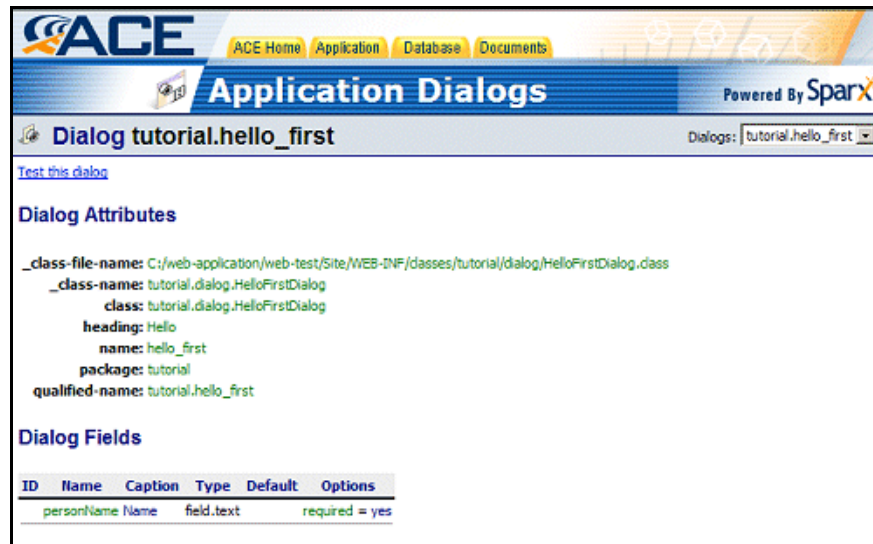 ACE
ACE Home Application Database Documents
Application Dialogs
Powered By Sparx
Dialog tutorial.hello_first
Dialogs: tutorial.hello_first
Test this dialog
Dialog Attributes
_class-file-name: C:/web-application/web-test/Site/WEB-INF/classes/tutorial/dialog/HelloFirstDialog.class
_class-name: tutorial.dialog.HelloFirstDialog
class: tutorial.dialog.HelloFirstDialog
heading: Hello
name: hello_first
package: tutorial
qualified-name: tutorial.hello_first
Dialog Fields
ID Name Caption Type Default Options
personName Name field.text required = yes